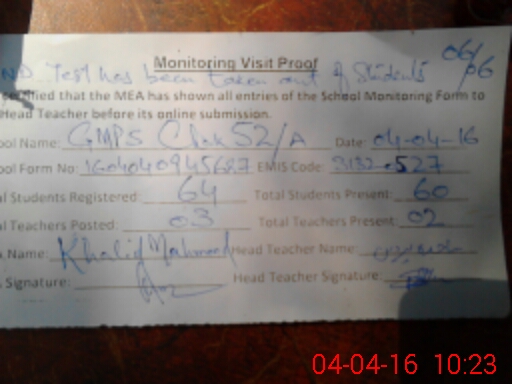 Monitoring Visit Proof
06/06
ND Test has been taken out of Students
that the MEA has shown all entries of the School Monitoring Form to
Head Teacher before its online submission.
ool Name: GMPS Chak 52/A Date: 04-04-16
ool Form No: 16040409456 EMIS Code: 527
al Students Registered: 64 Total Students Present: 60
al Teachers Posted: 03 Total Teachers Present: 02
Name: Khalid Mahmood Head Teacher Name:
Signature: Head Teacher Signature
04-04-16 10:23